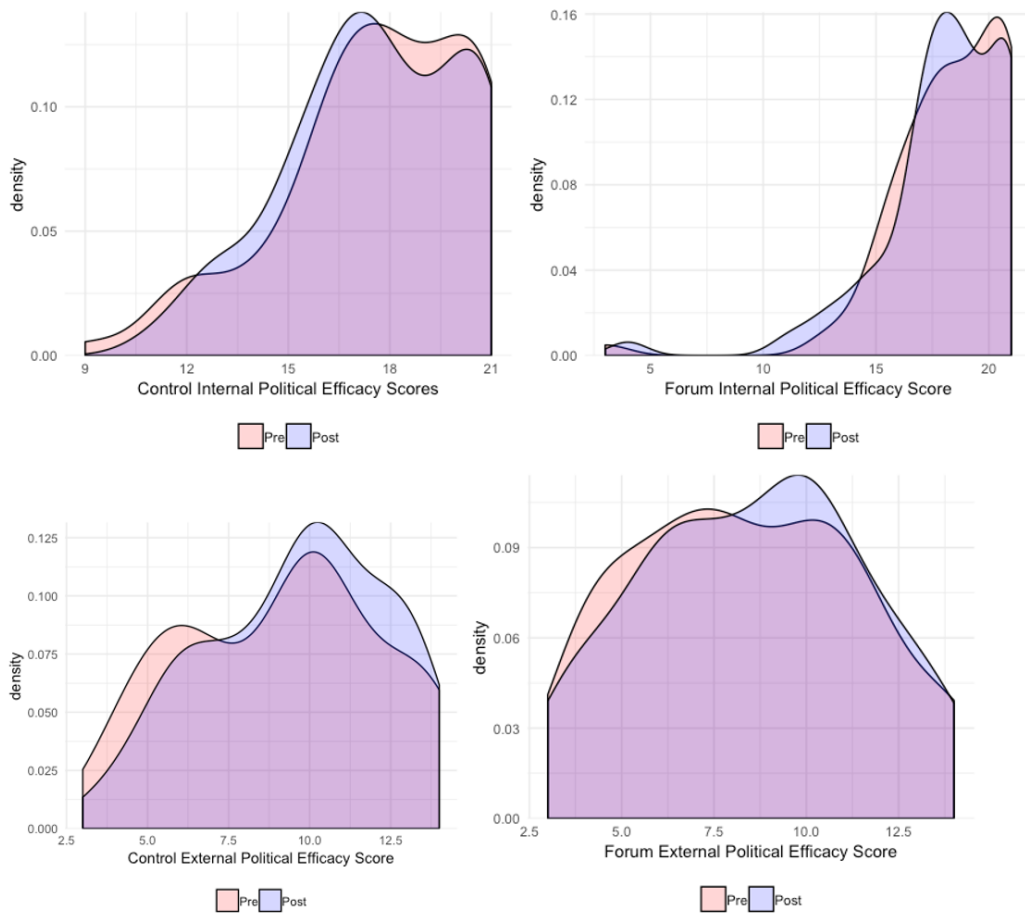 density
0.10
0.05
0.00
9 12 15 18 21
Control Internal Political Efficacy Scores
Pre Post
density
0.16
0.12
0.08
0.04
0.00
5 10 15 20
Forum Internal Political Efficacy Score
Pre Post
density
0.125
0.100
0.075
0.050
0.025
0.000
2.5 5.0 7.5 10.0 12.5
Control External Political Efficacy Score
Pre Post
density
0.09
0.06
0.03
0.00
2.5 5.0 7.5 10.0 12.5
Forum External Political Efficacy Score
Pre Post